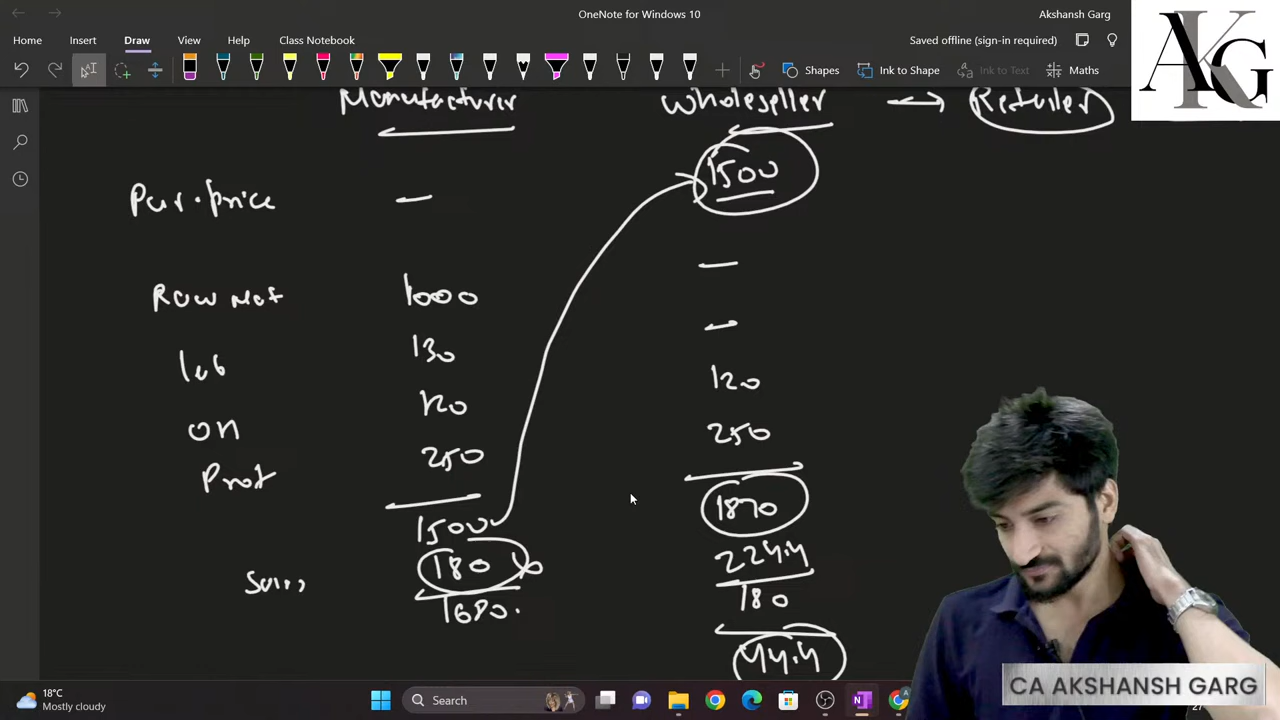 OneNote for Windows 10
Akshansh Garg
Home Insert Draw View Help Class Notebook
Saved offline (sign-in required)
Shapes Ink to Shape Ink to Text Maths
AKG
Manufacturer Wholeseller Retailer
Pur. price — 1500
Raw Mat 1000 —
lab 130 —
OH 120 120
Prof 250 250
1500 1870
180 224.4
1680. 180
44.4
CA AKSHANSH GARG
18°C
Mostly cloudy
Search
27